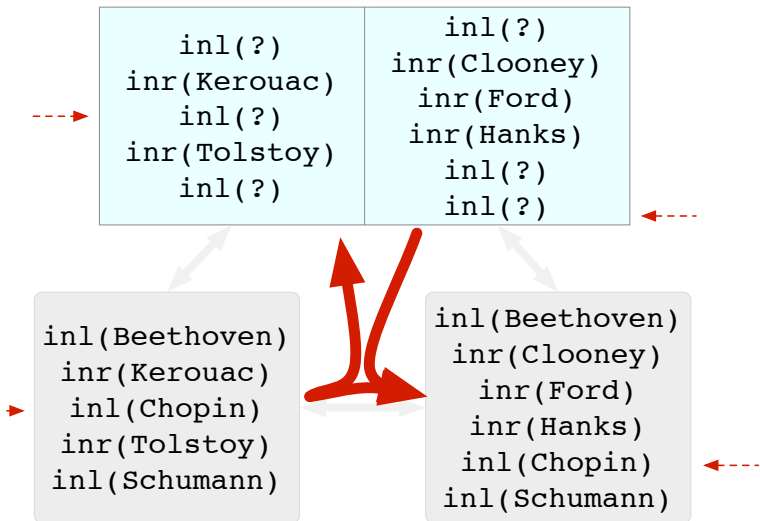 inl(?)
inr(Kerouac)
inl(?)
inr(Tolstoy)
inl(?)
inl(?)
inr(Clooney)
inr(Ford)
inr(Hanks)
inl(?)
inl(?)
inl(Beethoven)
inr(Kerouac)
inl(Chopin)
inr(Tolstoy)
inl(Schumann)
inl(Beethoven)
inr(Clooney)
inr(Ford)
inr(Hanks)
inl(Chopin)
inl(Schumann)